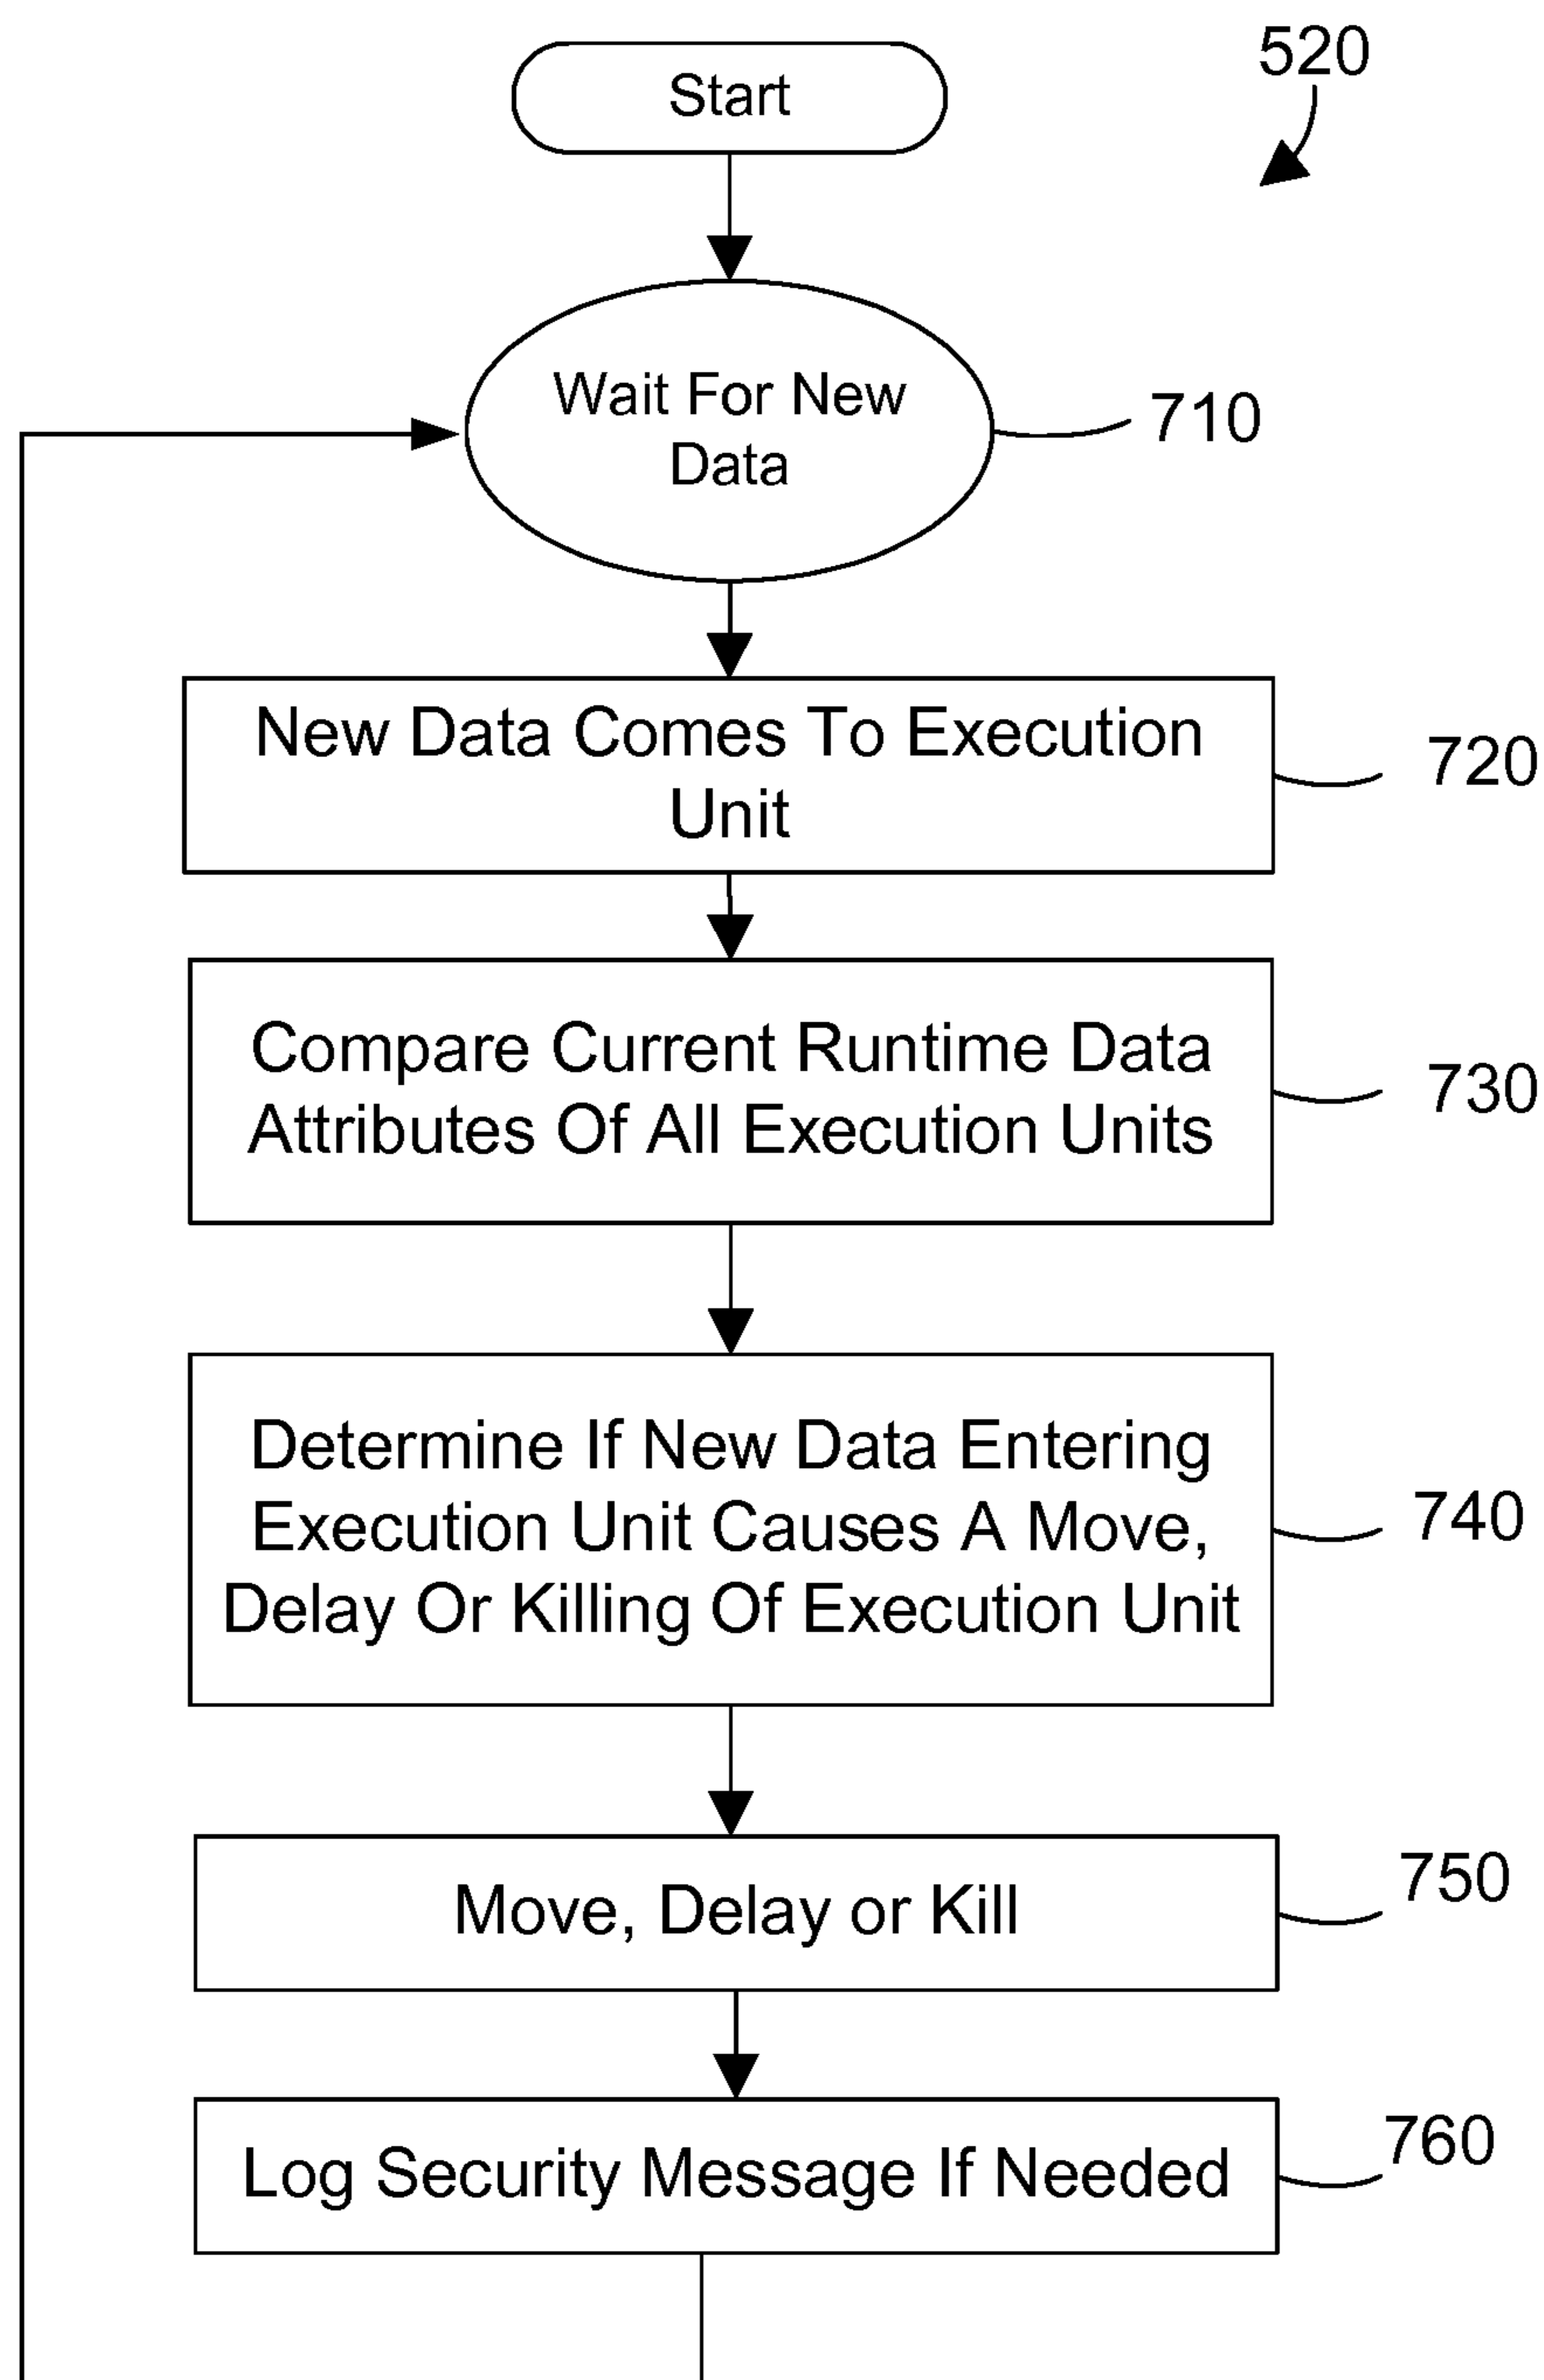 520
Start
Wait For New
Data
710
New Data Comes To Execution
Unit
720
Compare Current Runtime Data
Attributes Of All Execution Units
730
Determine If New Data Entering
Execution Unit Causes A Move,
Delay Or Killing Of Execution Unit
740
Move, Delay or Kill
750
Log Security Message If Needed
760